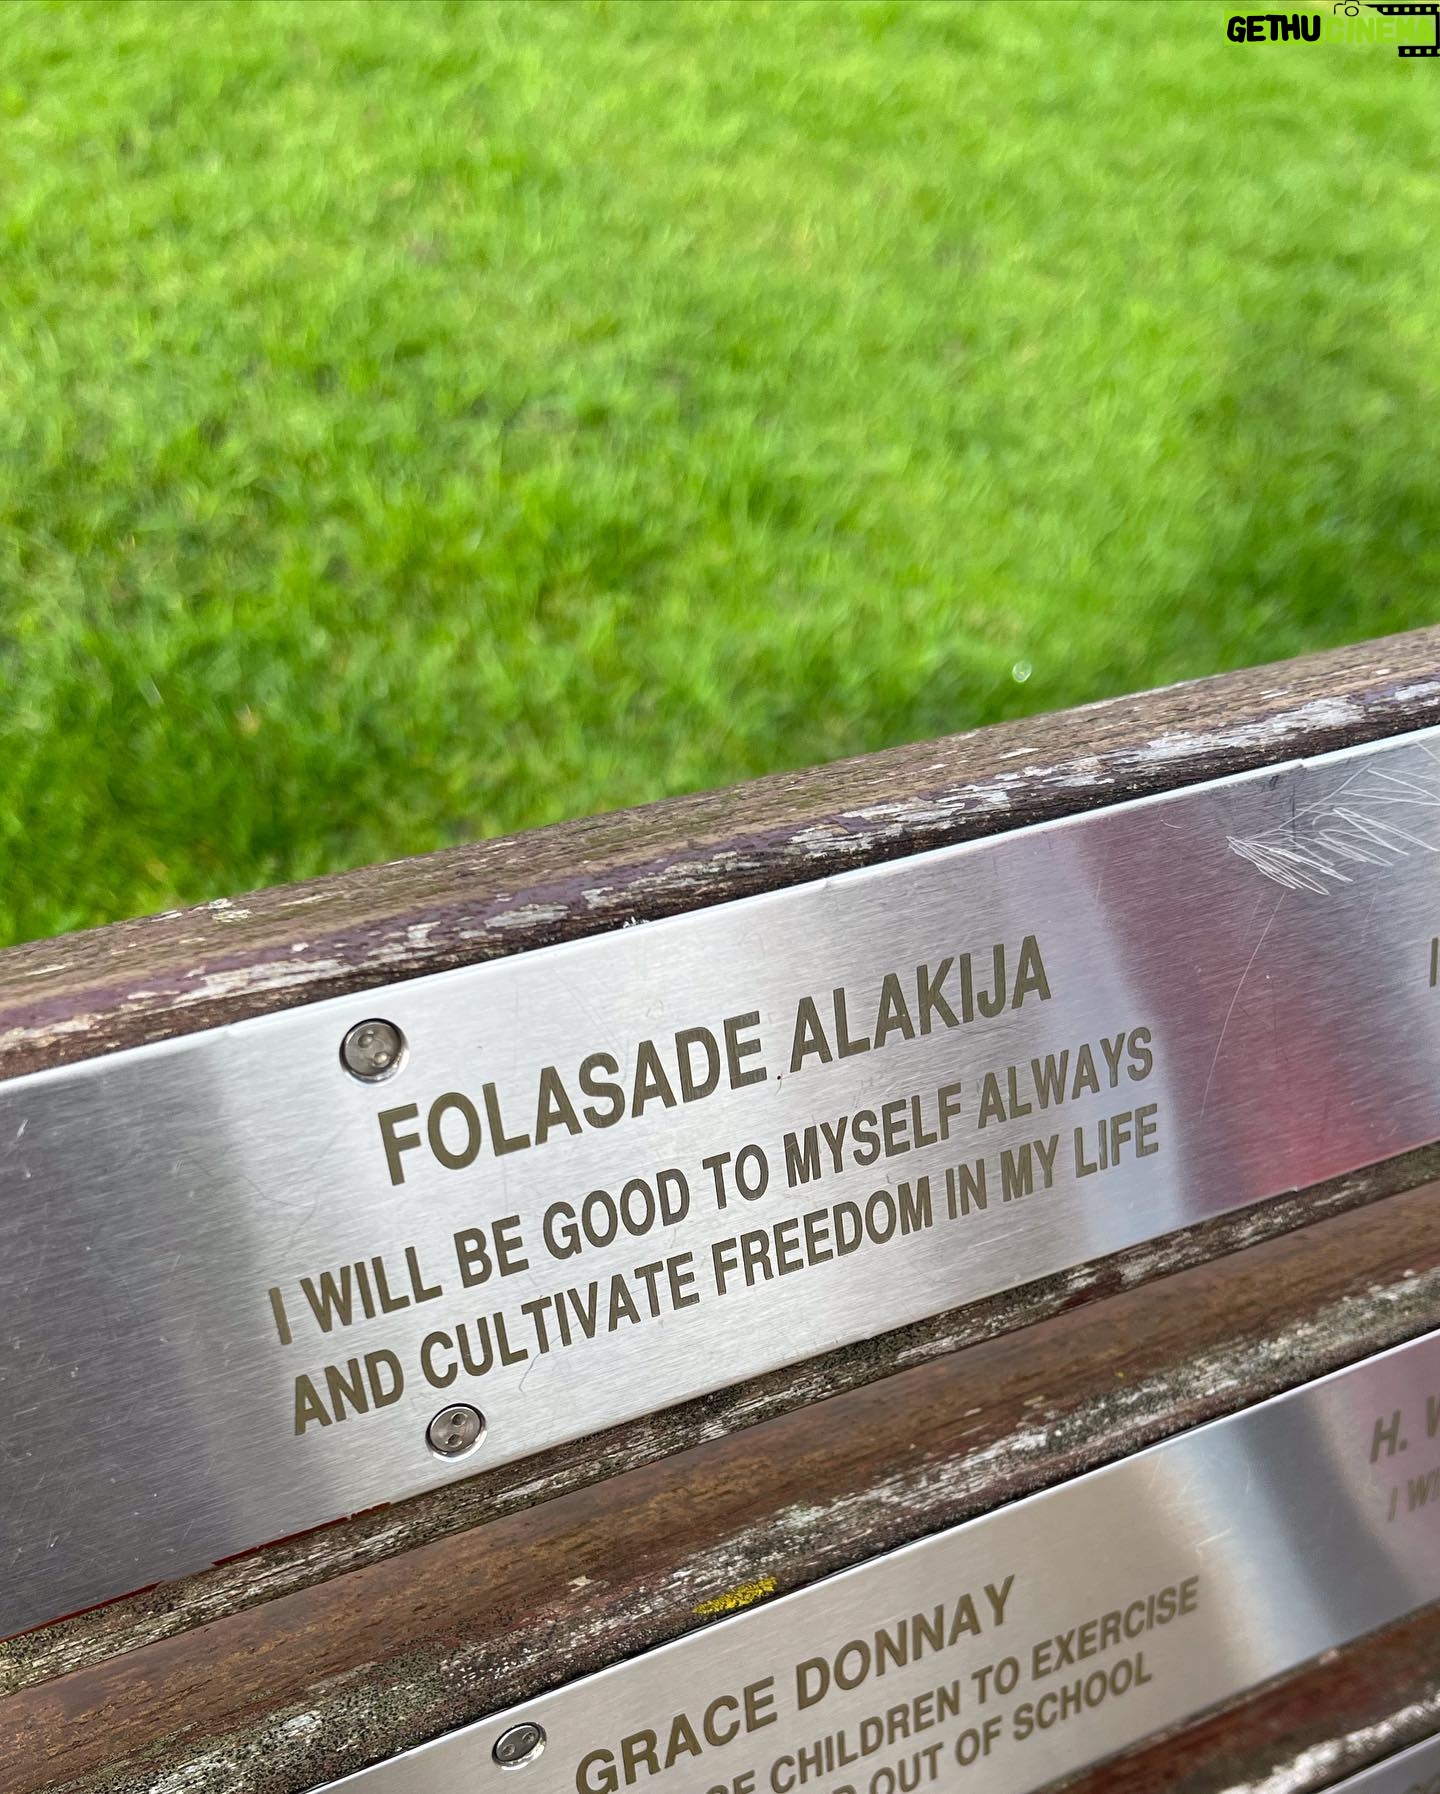 GETHU CINEMA
FOLASADE ALAKIJA
I WILL BE GOOD TO MYSELF ALWAYS
AND CULTIVATE FREEDOM IN MY LIFE
GRACE DONNAY
CHILDREN TO EXERCISE
OUT OF SCHOOL
H.
I